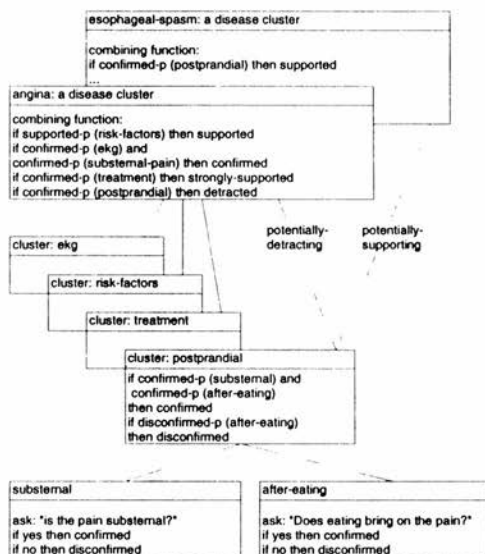 esophageal-spasm: a disease cluster
combining function:
if confirmed-p (postprandial) then supported
...
angina: a disease cluster
combining function:
if supported-p (risk-factors) then supported
if confirmed-p (ekg) and
confirmed-p (substernal-pain) then confirmed
if confirmed-p (treatment) then strongly-supported
if confirmed-p (postprandial) then detracted
potentially-
detracting
potentially-
supporting
cluster: ekg
cluster: risk-factors
cluster: treatment
cluster: postprandial
if confirmed-p (substernal) and
confirmed-p (after-eating)
then confirmed
if disconfirmed-p (after-eating)
then disconfirmed
substernal
ask: "is the pain substernal?"
if yes then confirmed
if no then disconfirmed
after-eating
ask: "Does eating bring on the pain?"
if yes then confirmed
if no then disconfirmed